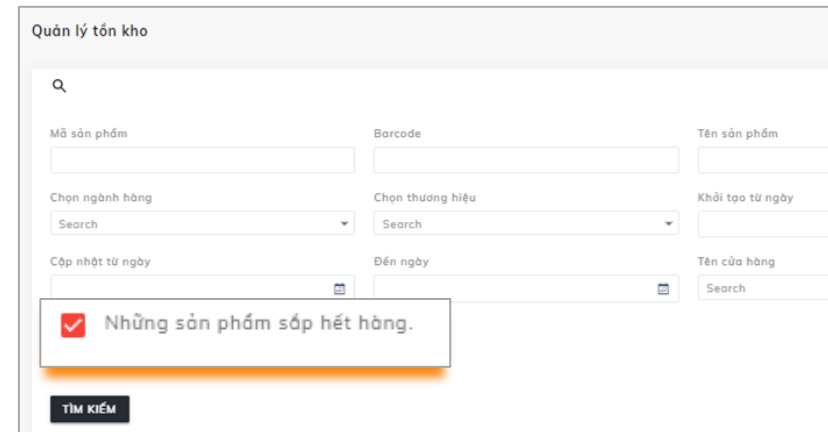 Quản lý tồn kho
Mã sản phẩm
Barcode
Tên sản phẩm
Chọn ngành hàng
Chọn thương hiệu
Khởi tạo từ ngày
Search
Search
Cập nhật từ ngày
Đến ngày
Tên cửa hàng
Search
Những sản phẩm sắp hết hàng.
TÌM KIẾM